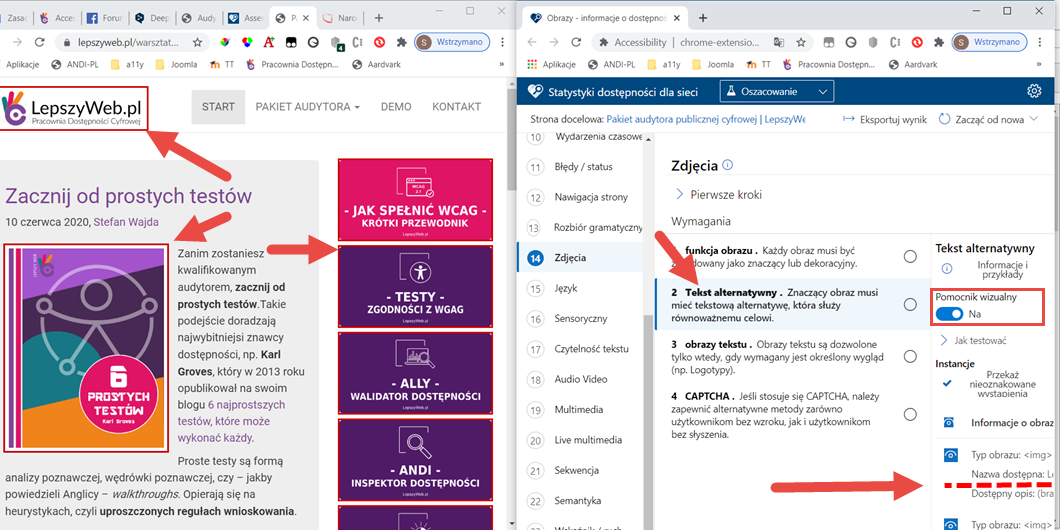 Zasad
Acces
Forum
Deep
Audy
Asse
Pa
Narc
lepszyweb.pl/warsztat...
Wstrzymano
S
Aplikacje
ANDI-PL
a11y
Joomla
TT
Pracownia Dostępn...
Aardvark
»
LepszyWeb.pl
Pracownia Dostępności Cyfrowej
START
PAKIET AUDYTORA
DEMO
KONTAKT
Zacznij od prostych testów
10 czerwca 2020, Stefan Wajda
LEPSZYWEB.PL
6
PROSTYCH
TESTÓW
Karl Groves
Zanim zostaniesz
kwalifikowanym
audytorem, zacznij od
prostych testów.Takie
podejście doradzają
najwybitniejsi znawcy
dostępności, np. Karl
Groves, który w 2013 roku
opublikował na swoim
blogu 6 najprostszych
testów, które może
wykonać każdy.
Proste testy są formą
analizy poznawczej, wędrówki poznawczej, czy – jakby
powiedzieli Anglicy – walkthroughs. Opierają się na
heurystykach, czyli uproszczonych regułach wnioskowania.
WCAG
2.1
- JAK SPEŁNIĆ WCAG -
KRÓTKI PRZEWODNIK
LepszyWeb.pl
- TESTY -
ZGODNOŚCI Z WGAG
LepszyWeb.pl
- ALLY -
WALIDATOR DOSTĘPNOŚCI
LepszyWeb.pl
- ANDI -
INSPEKTOR DOSTĘPNOŚCI
LepszyWeb.pl
Obrazy - informacje o dostępnoś
Accessibility | chrome-extensio...
S
Wstrzymano
Aplikacje
ANDI-PL
a11y
Joomla
TT
Pracownia Dostępn...
Aardvark
»
Statystyki dostępności dla sieci
Oszacowanie
Strona docelowa: Pakiet audytora publicznej cyfrowej | LepszyWe
Eksportuj wynik
Zacząć od nowa
10 Wydarzenia czasowe
11 Błędy / status
12 Nawigacja strony
13 Rozbiór gramatyczny
14 Zdjęcia
15 Język
16 Sensoryczny
17 Czytelność tekstu
18 Audio Video
19 Multimedia
20 Live multimedia
21 Sekwencja
22 Semantyka
23
Zdjęcia
Pierwsze kroki
Wymagania
funkcja obrazu . Każdy obraz musi być
dowany jako znaczący lub dekoracyjny.
2 Tekst alternatywny . Znaczący obraz musi
mieć tekstową alternatywę, która służy
równoważnemu celowi.
3 obrazy tekstu . Obrazy tekstu są dozwolone
tylko wtedy, gdy wymagany jest określony wygląd
(np. Logotypy).
4 CAPTCHA . Jeśli stosuje się CAPTCHA, należy
zapewnić alternatywne metody zarówno
użytkownikom bez wzroku, jak i użytkownikom
bez słyszenia.
Tekst alternatywny
Informacje i
przykłady
Pomocnik wizualny
Na
Jak testować
Instancje
Przekaż
nieoznakowane
wystąpienia
Informacje o obraz
Typ obrazu: <img>
Nazwa dostępna: Le
Dostępny opis: (bra
Typ obrazu: <img>